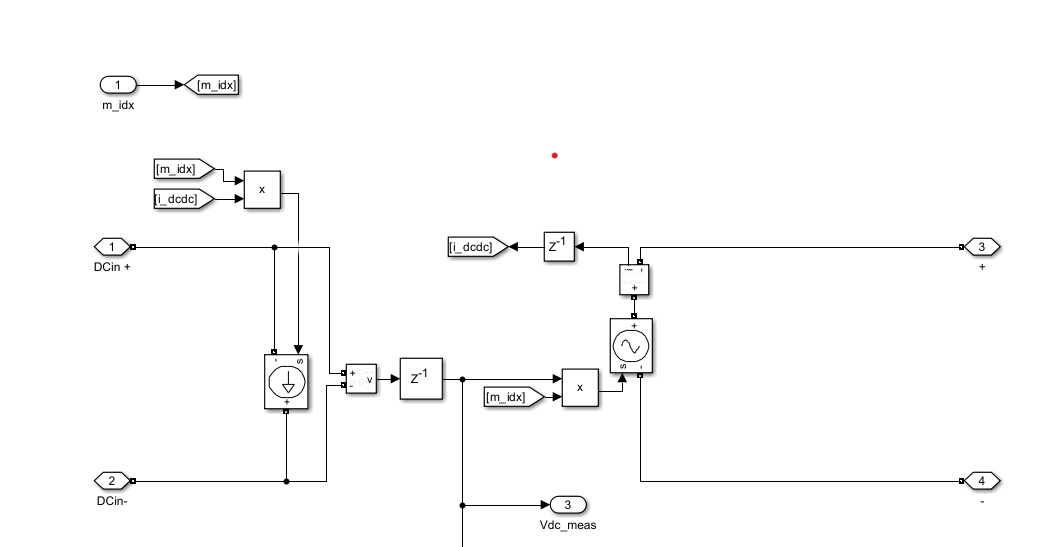 1
[m_idx]
m_idx
[m_idx]
x
[i_dcdc]
1
DCin +
[i_dcdc]
Z-1
3
+
- i
+
+
s
-
- s
+
+
-
v
Z-1
[m_idx]
x
2
DCin-
4
-
3
Vdc_meas